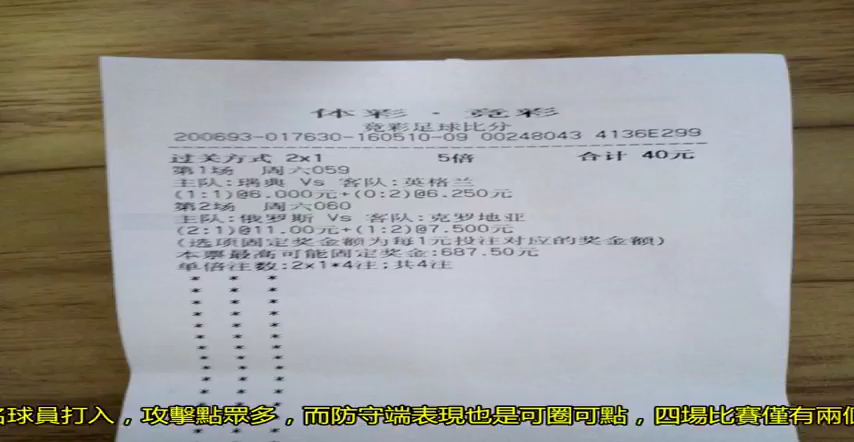 体彩·竞彩
竞彩足球比分
200693-017630-160510-09 00248043 4136E299
过关方式 2x1 5倍 合计 40元
第1场 周六059
主队:瑞典 Vs 客队:英格兰
(1:1)@6.000元+(0:2)@6.250元
第2场 周六060
主队:俄罗斯 Vs 客队:克罗地亚
(2:1)@11.00元+(1:2)@7.500元
(选项固定奖金额为每1元投注对应的奖金额)
本票最高可能固定奖金:687.50元
单倍注数:2x1*4注;共4注
名球員打入，攻擊點眾多，而防守端表現也是可圈可點，四場比賽僅有兩個